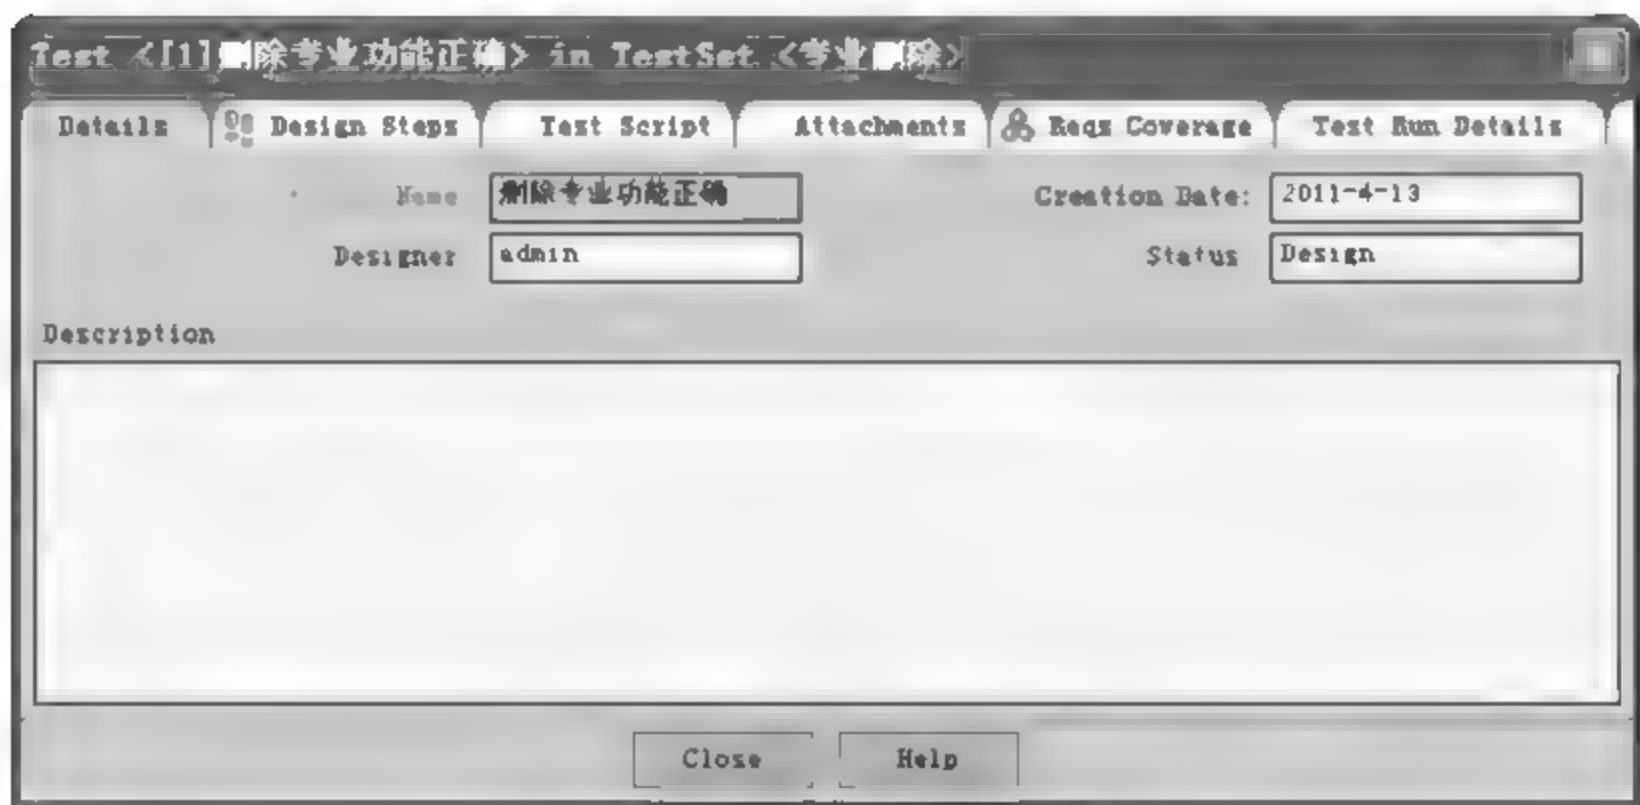 Test <[1]删除专业功能正确> in TestSet <专业删除>
Details Design Steps Test Script Attachments Reqs Coverage Test Run Details
Name 删除专业功能正确 Creation Date: 2011-4-13
Designer admin Status Design
Description
Close Help